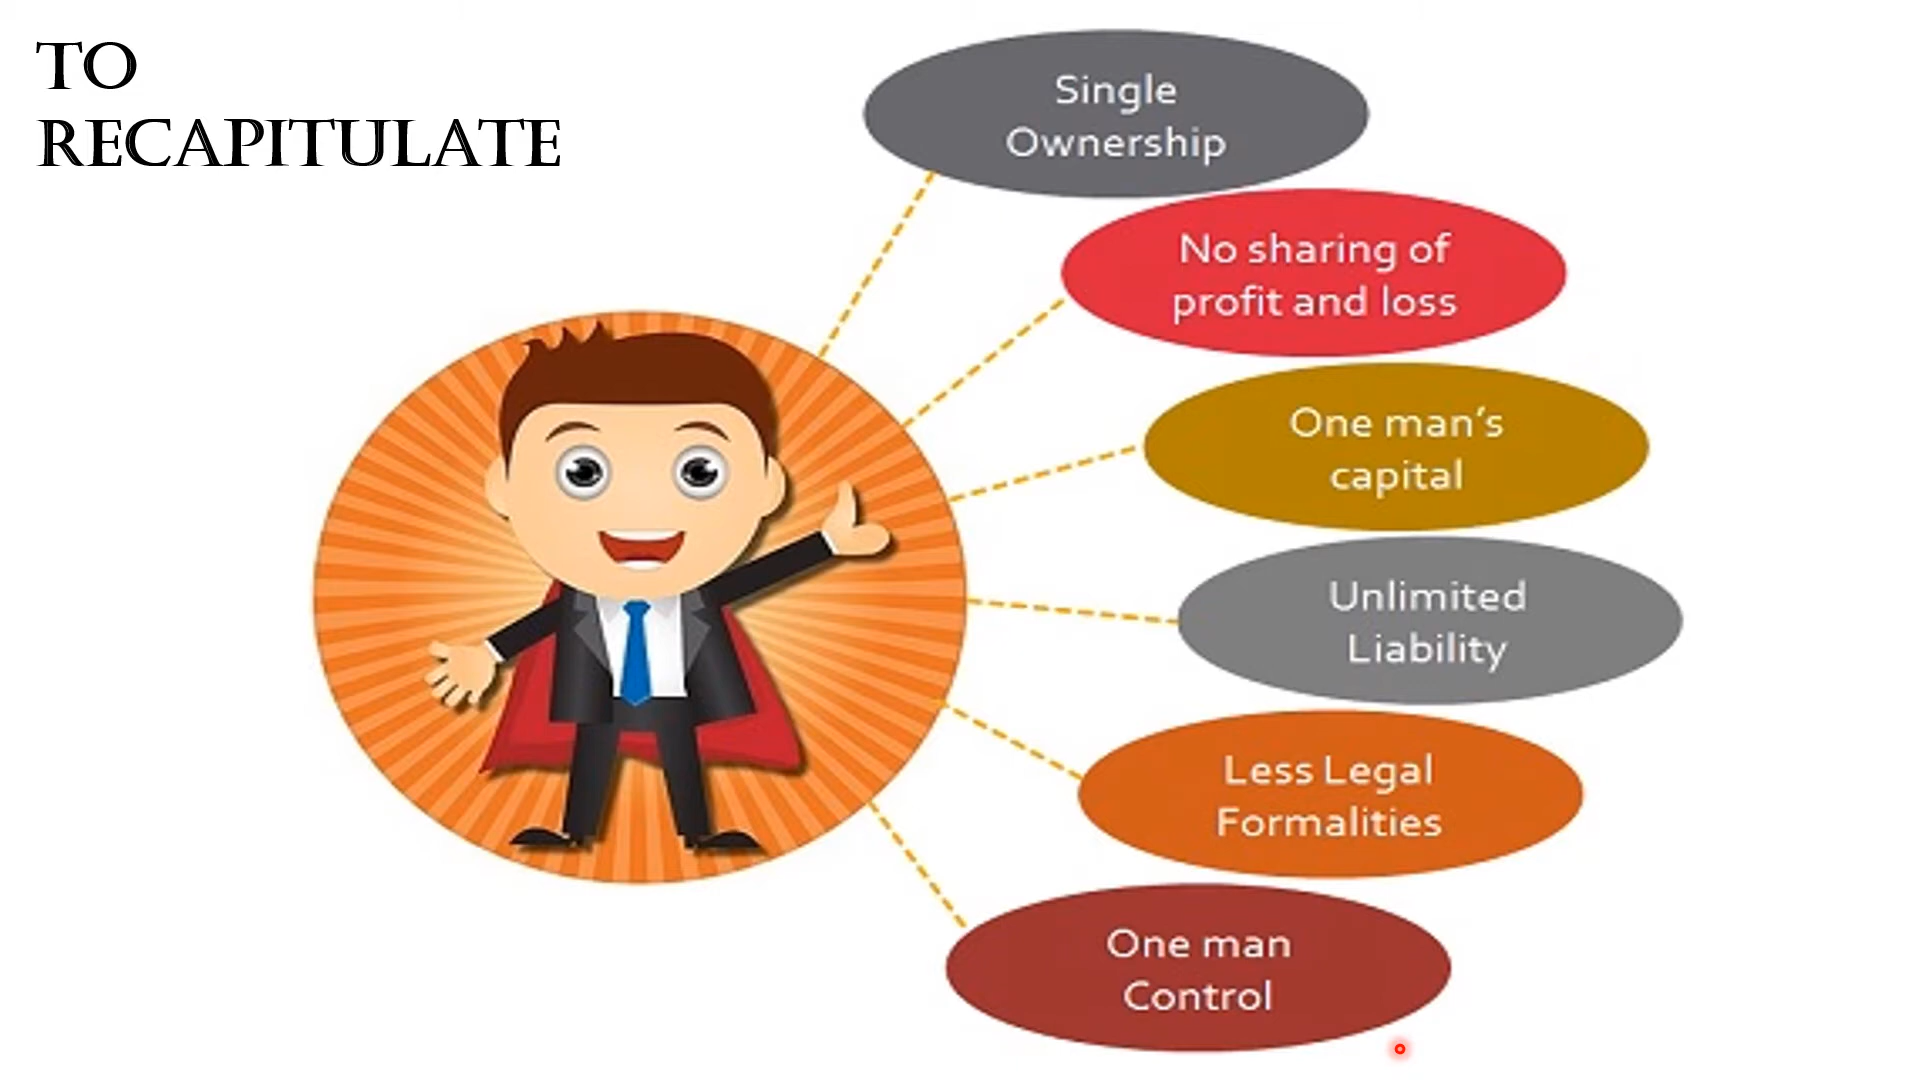 TO
RECAPITULATE
Single
Ownership
No sharing of
profit and loss
One man's
capital
Unlimited
Liability
Less Legal
Formalities
One man
Control